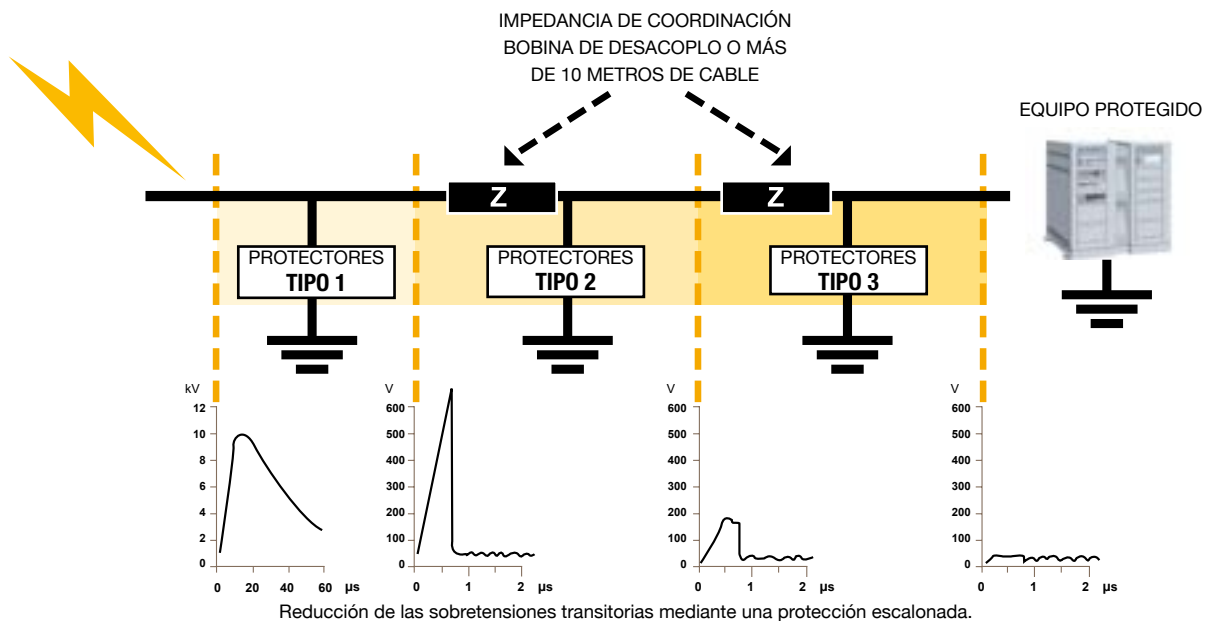 IMPEDANCIA DE COORDINACIÓN
BOBINA DE DESACOPLO O MÁS
DE 10 METROS DE CABLE
EQUIPO PROTEGIDO
Z
Z
PROTECTORES
TIPO 1
PROTECTORES
TIPO 2
PROTECTORES
TIPO 3
kV
12
10
8
6
4
2
0
0 20 40 60 µs
V
600
500
400
300
200
100
0
0 1 2 µs
V
600
500
400
300
200
100
0
0 1 2 µs
V
600
500
400
300
200
100
0
0 1 2 µs
Reducción de las sobretensiones transitorias mediante una protección escalonada.